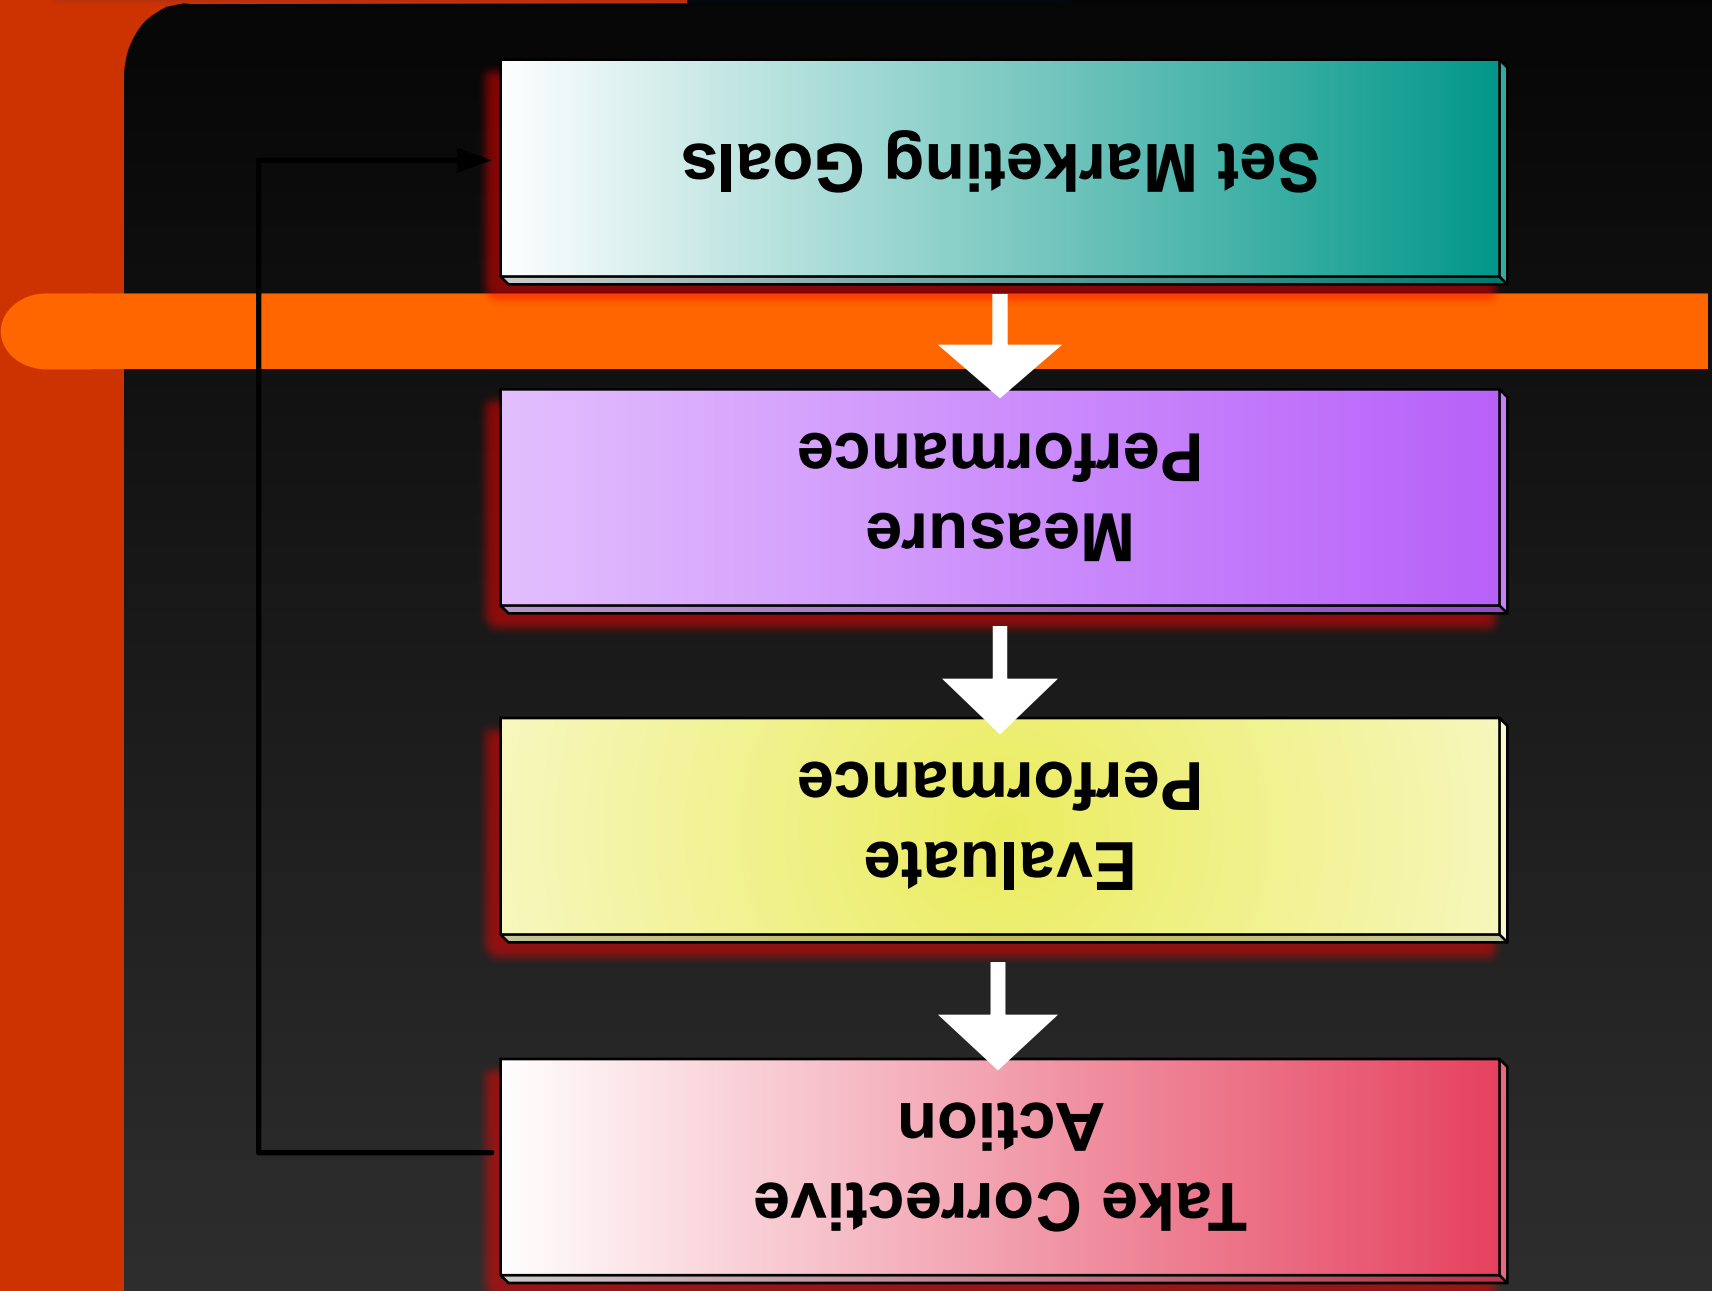 Set Marketing Goals
Measure
Performance
Evaluate
Performance
Take Corrective
Action